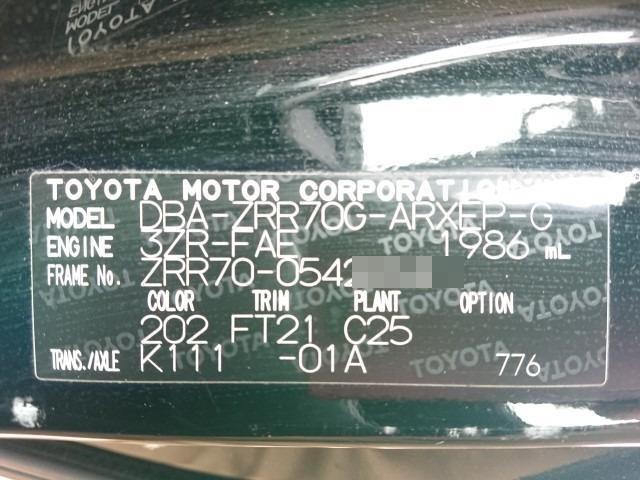 TOYOTA MOTOR CORPORATION
MODEL DBA-ZRR70G-ARXEP-G
ENGINE 3ZR-FAE 1986 mL
FRAME No. ZRR70-0542
COLOR TRIM PLANT OPTION
202 FT21 C25
TRANS./AXLE K111 -01A 776